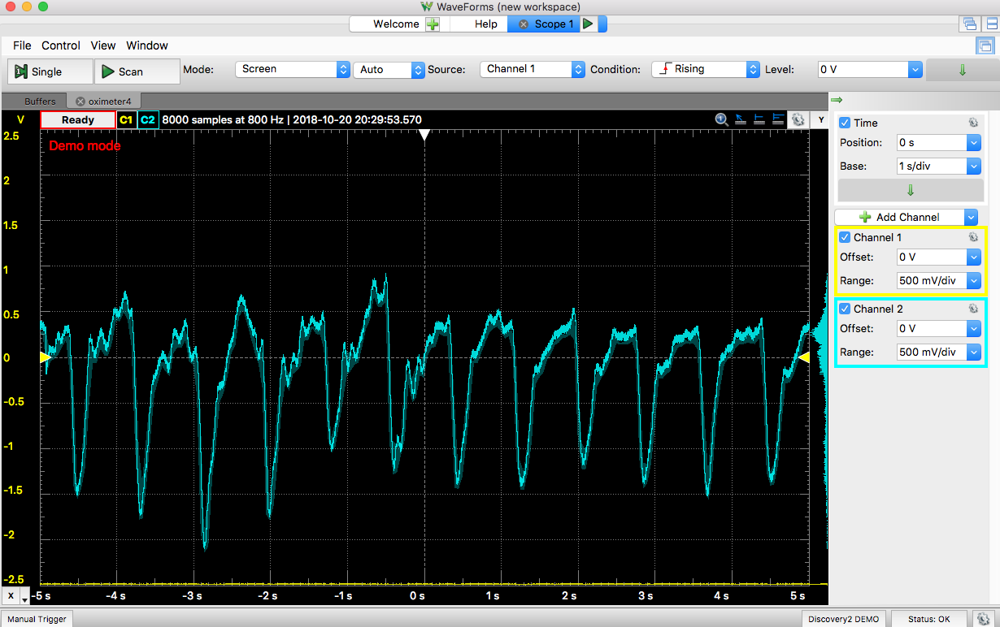 WaveForms (new workspace)
Welcome Help Scope 1
File Control View Window
Single Scan Mode: Screen Auto Source: Channel 1 Condition: Rising Level: 0 V
Buffers oximeter4
V Ready C1 C2 8000 samples at 800 Hz | 2018-10-20 20:29:53.570 Y
Demo mode
2.5
2
1.5
1
0.5
0
-0.5
-1
-1.5
-2
-2.5
X -5 s -4 s -3 s -2 s -1 s 0 s 1 s 2 s 3 s 4 s 5 s
Time
Position: 0 s
Base: 1 s/div
Add Channel
Channel 1
Offset: 0 V
Range: 500 mV/div
Channel 2
Offset: 0 V
Range: 500 mV/div
Manual Trigger Discovery2 DEMO Status: OK